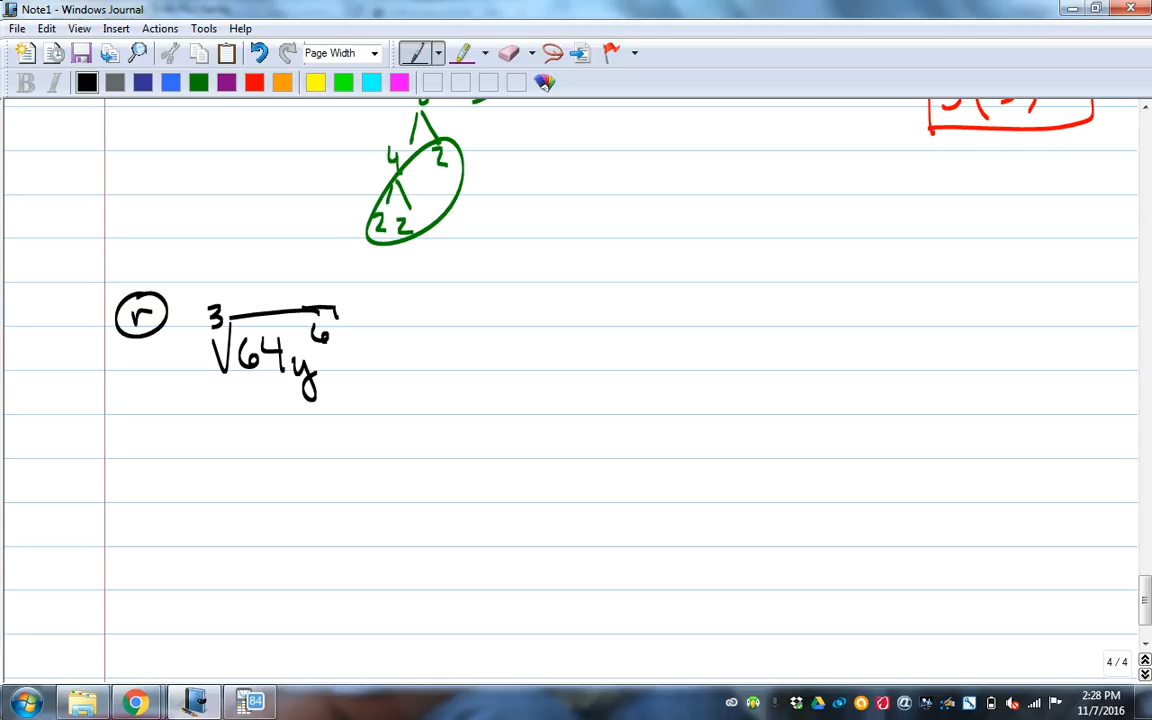 Note1 - Windows Journal
File Edit View Insert Actions Tools Help
Page Width
B I
4 2
2 2
r ∛64y⁶
4 / 4
84
2:28 PM
11/7/2016